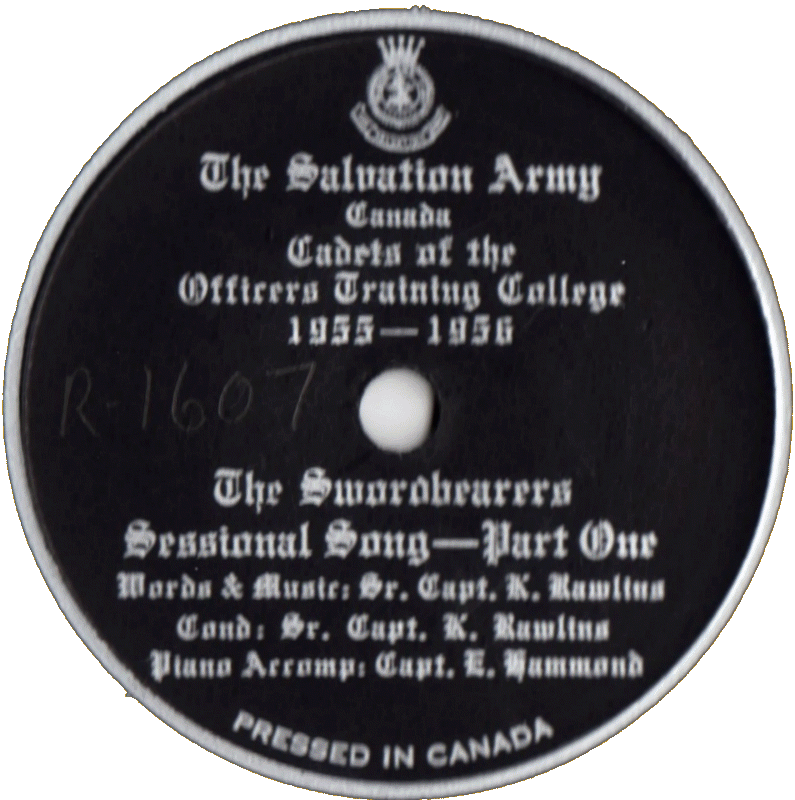 The Salvation Army
Canada
Cadets of the
Officers Training College
1955—1956
R-1607
The Swordbearers
Sessional Song—Part One
Words & Music: Sr. Capt. K. Rawlins
Cond: Sr. Capt. K. Rawlins
Piano Accomp: Capt. E. Hammond
PRESSED IN CANADA